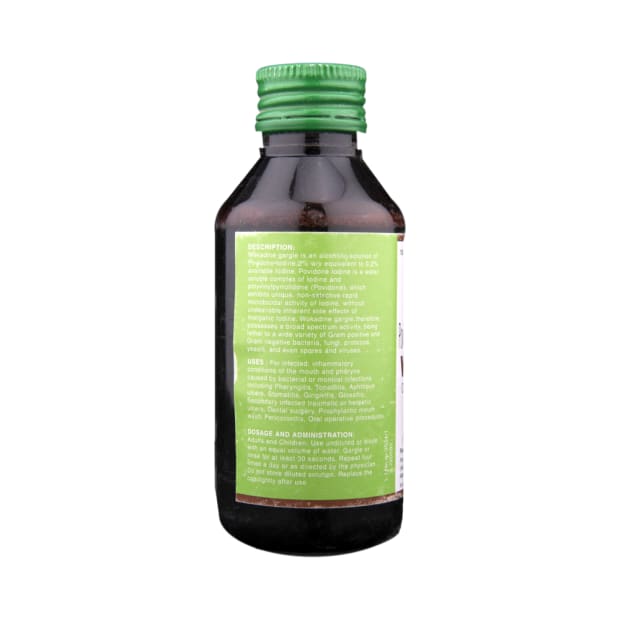 DESCRIPTION:
Wokadine gargle is an alcoholic solution of
Povidone-Iodine 2% w/v equivalent to 0.2%
available Iodine. Povidone Iodine is a water
soluble complex of Iodine and
polyvinylpyrrolidone (Povidone), which
exhibits unique, non-selective rapid
microbicidal activity of Iodine, without
undesirable inherent side effects of
inorganic Iodine. Wokadine gargle, therefore,
possesses a broad spectrum activity, being
lethal to a wide variety of Gram positive and
Gram negative bacteria, fungi, protozoa,
yeasts, and even spores and viruses.
USES : For infected, inflammatory
conditions of the mouth and pharynx
caused by bacterial or monilial infections
including Pharyngitis, Tonsillitis, Aphthous
ulcers, Stomatitis, Gingivitis, Glossitis,
Secondary infected traumatic or herpetic
ulcers, Dental surgery, Prophylactic mouth
wash, Periodontitis, Oral operative procedures.
DOSAGE AND ADMINISTRATION:
Adults and Children: Use undiluted or dilute
with an equal volume of water. Gargle or
rinse for at least 30 seconds. Repeat four
times a day or as directed by the physician.
Do not store diluted solution. Replace the
cap tightly after use.